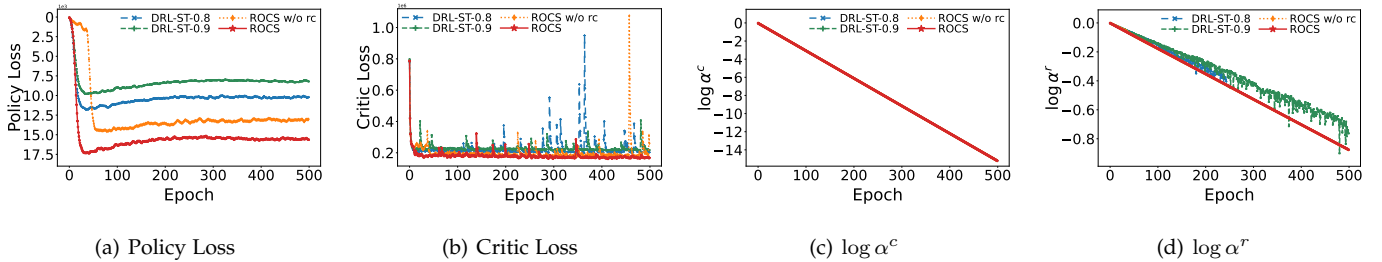 1e3
0
2.5
5.0
7.5
10.0
12.5
15.0
17.5
Policy Loss
DRL-ST-0.8
DRL-ST-0.9
ROCS w/o rc
ROCS
0 100 200 300 400 500
Epoch
(a) Policy Loss
1e6
1.0
0.8
0.6
0.4
0.2
Critic Loss
DRL-ST-0.8
DRL-ST-0.9
ROCS w/o rc
ROCS
0 100 200 300 400 500
Epoch
(b) Critic Loss
0
−2
−4
−6
−8
−10
−12
−14
log α^c
DRL-ST-0.8
DRL-ST-0.9
ROCS w/o rc
ROCS
0 100 200 300 400 500
Epoch
(c) log α^c
0.0
−0.2
−0.4
−0.6
−0.8
log α^r
DRL-ST-0.8
DRL-ST-0.9
ROCS w/o rc
ROCS
0 100 200 300 400 500
Epoch
(d) log α^r